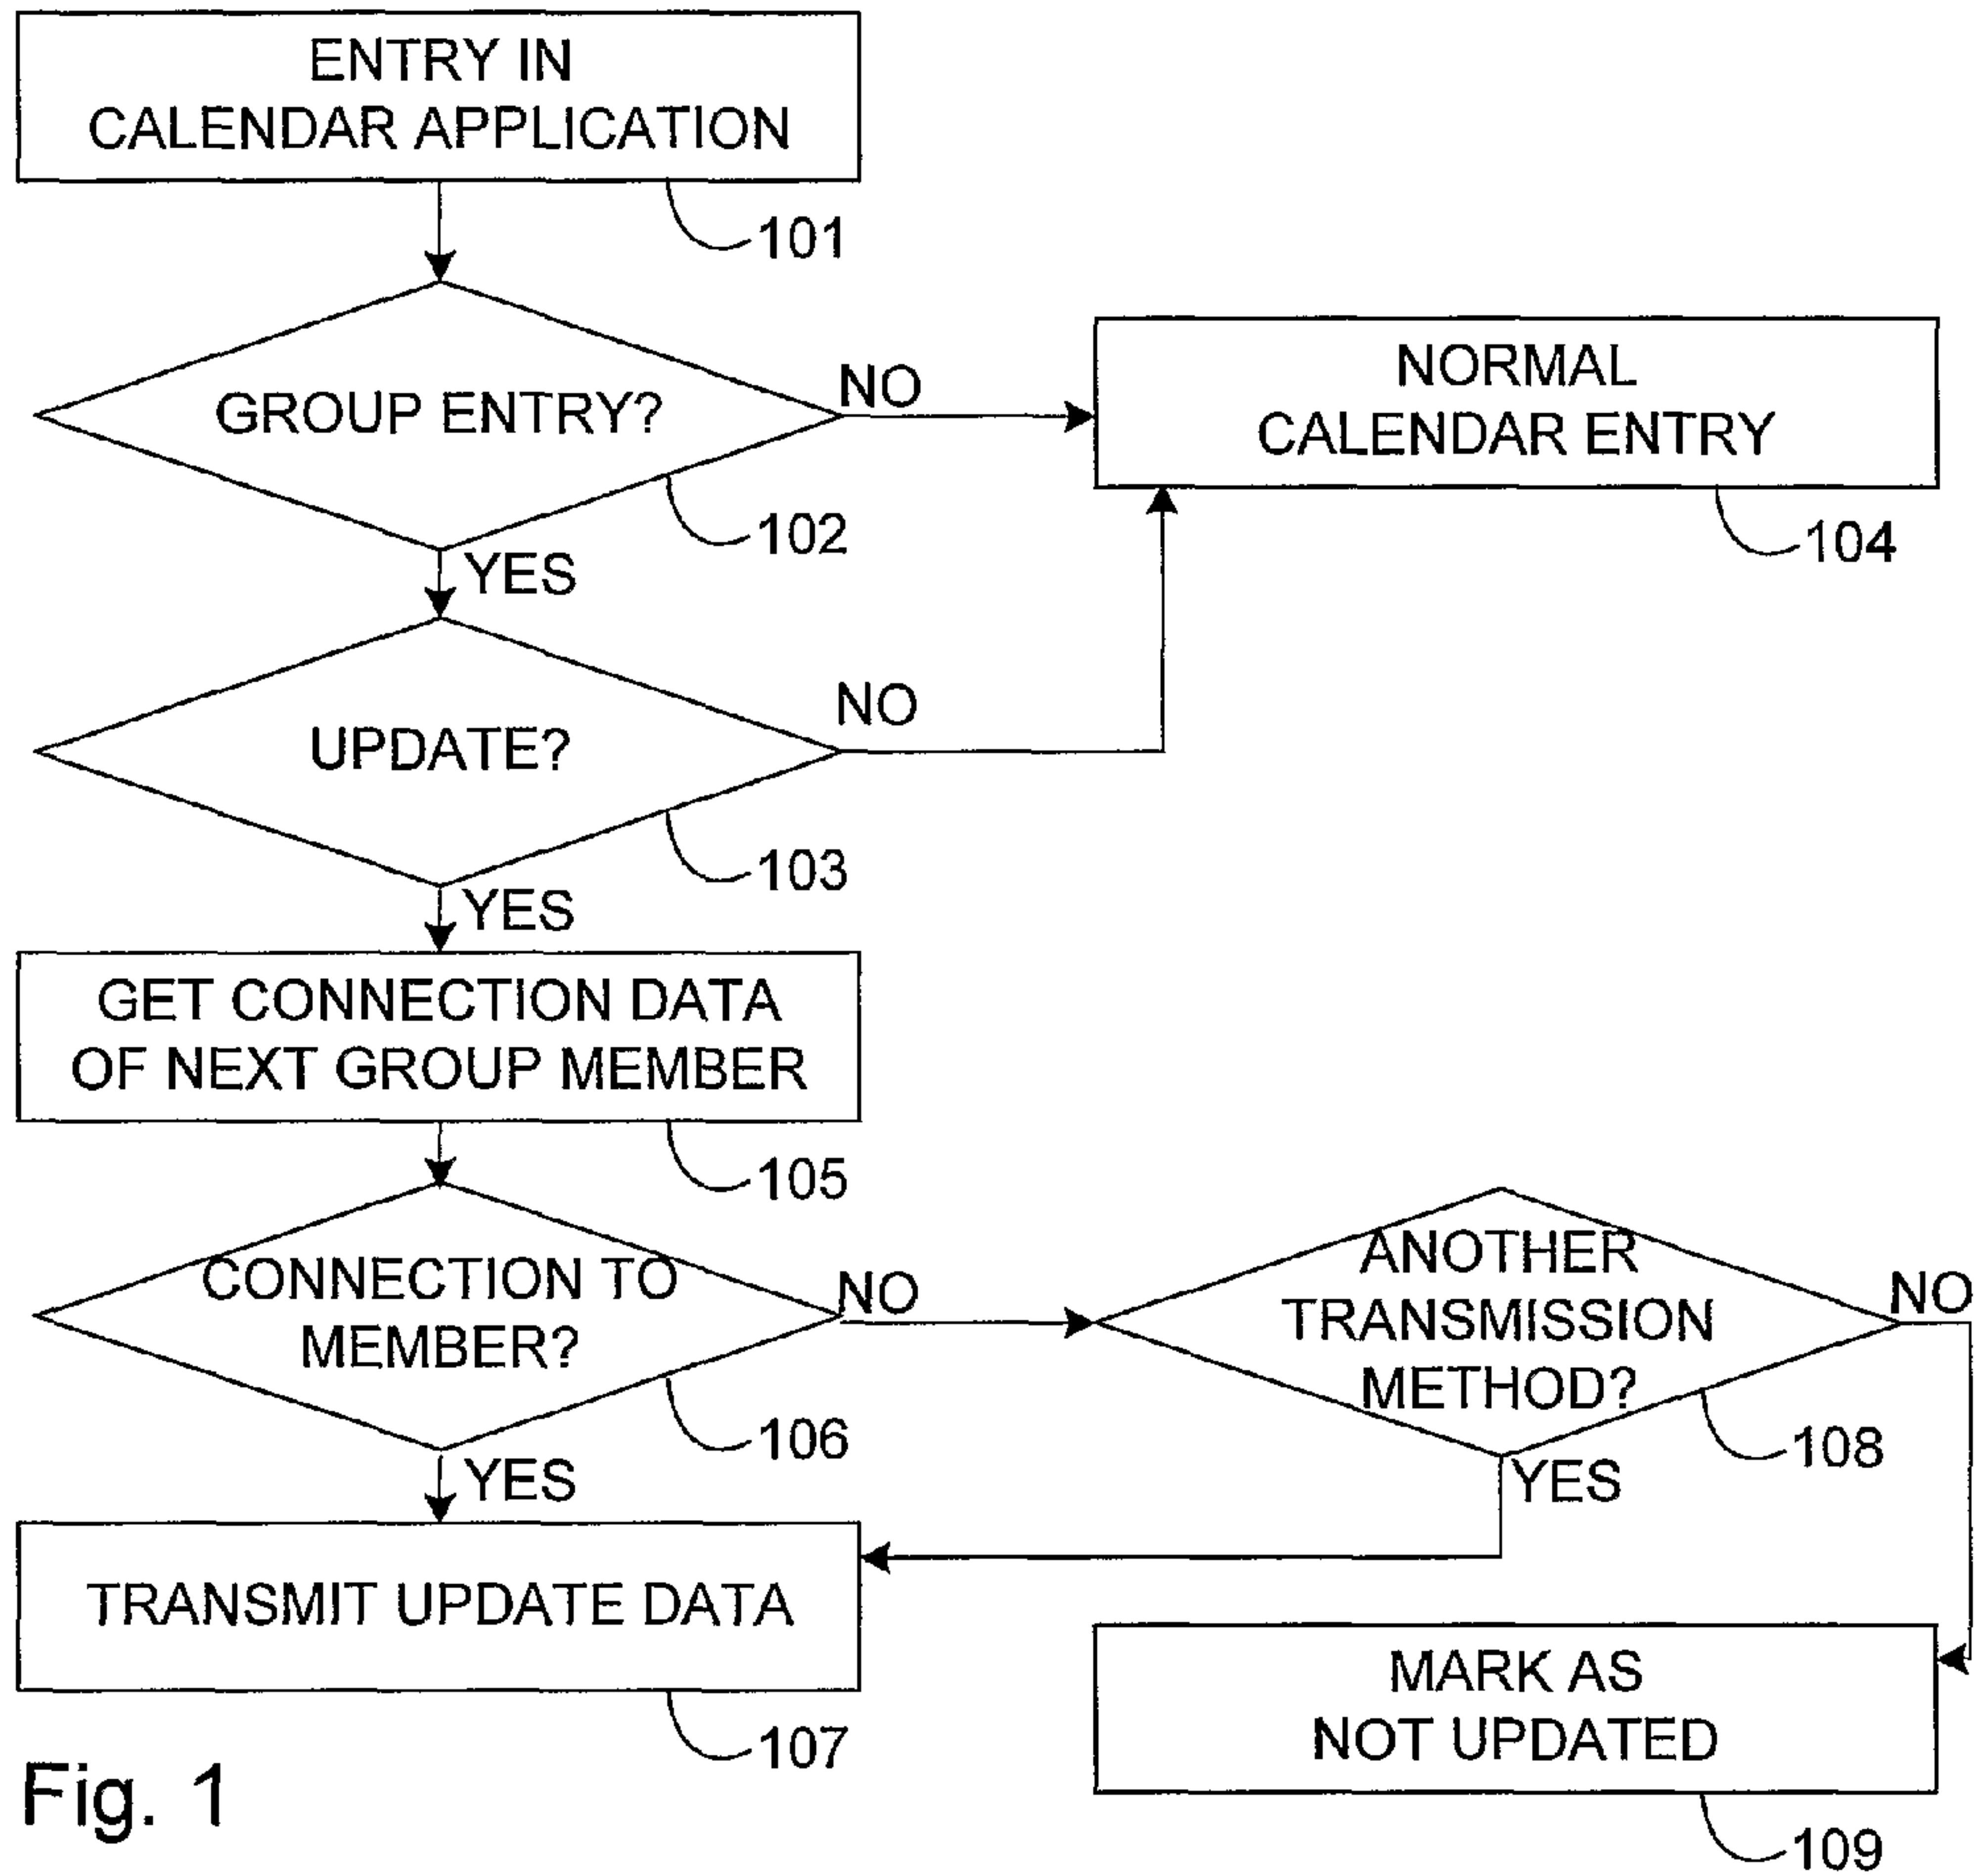 ENTRY IN
CALENDAR APPLICATION
101
GROUP ENTRY?
NO
102
YES
NORMAL
CALENDAR ENTRY
104
UPDATE?
NO
103
YES
GET CONNECTION DATA
OF NEXT GROUP MEMBER
105
CONNECTION TO
MEMBER?
NO
106
YES
ANOTHER
TRANSMISSION
METHOD?
NO
108
YES
TRANSMIT UPDATE DATA
107
MARK AS
NOT UPDATED
109
Fig. 1